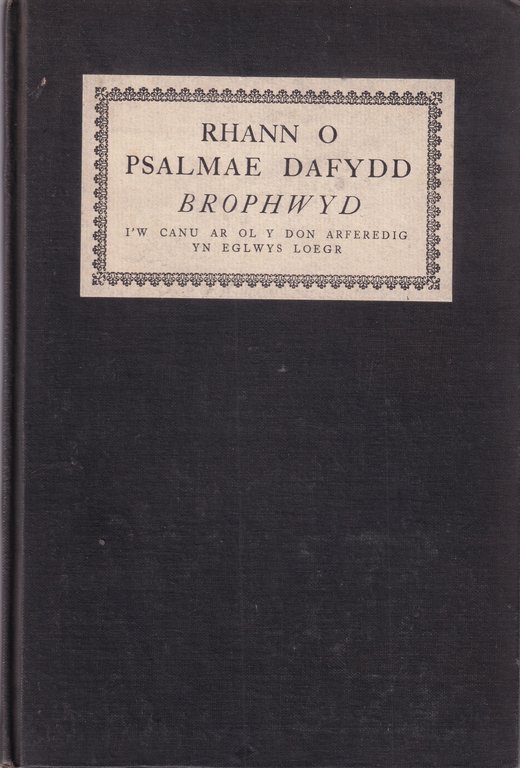 RHANN O
PSALMAE DAFYDD
BROPHWYD
I'W CANU AR OL Y DON ARFEREDIG
YN EGLWYS LOEGR